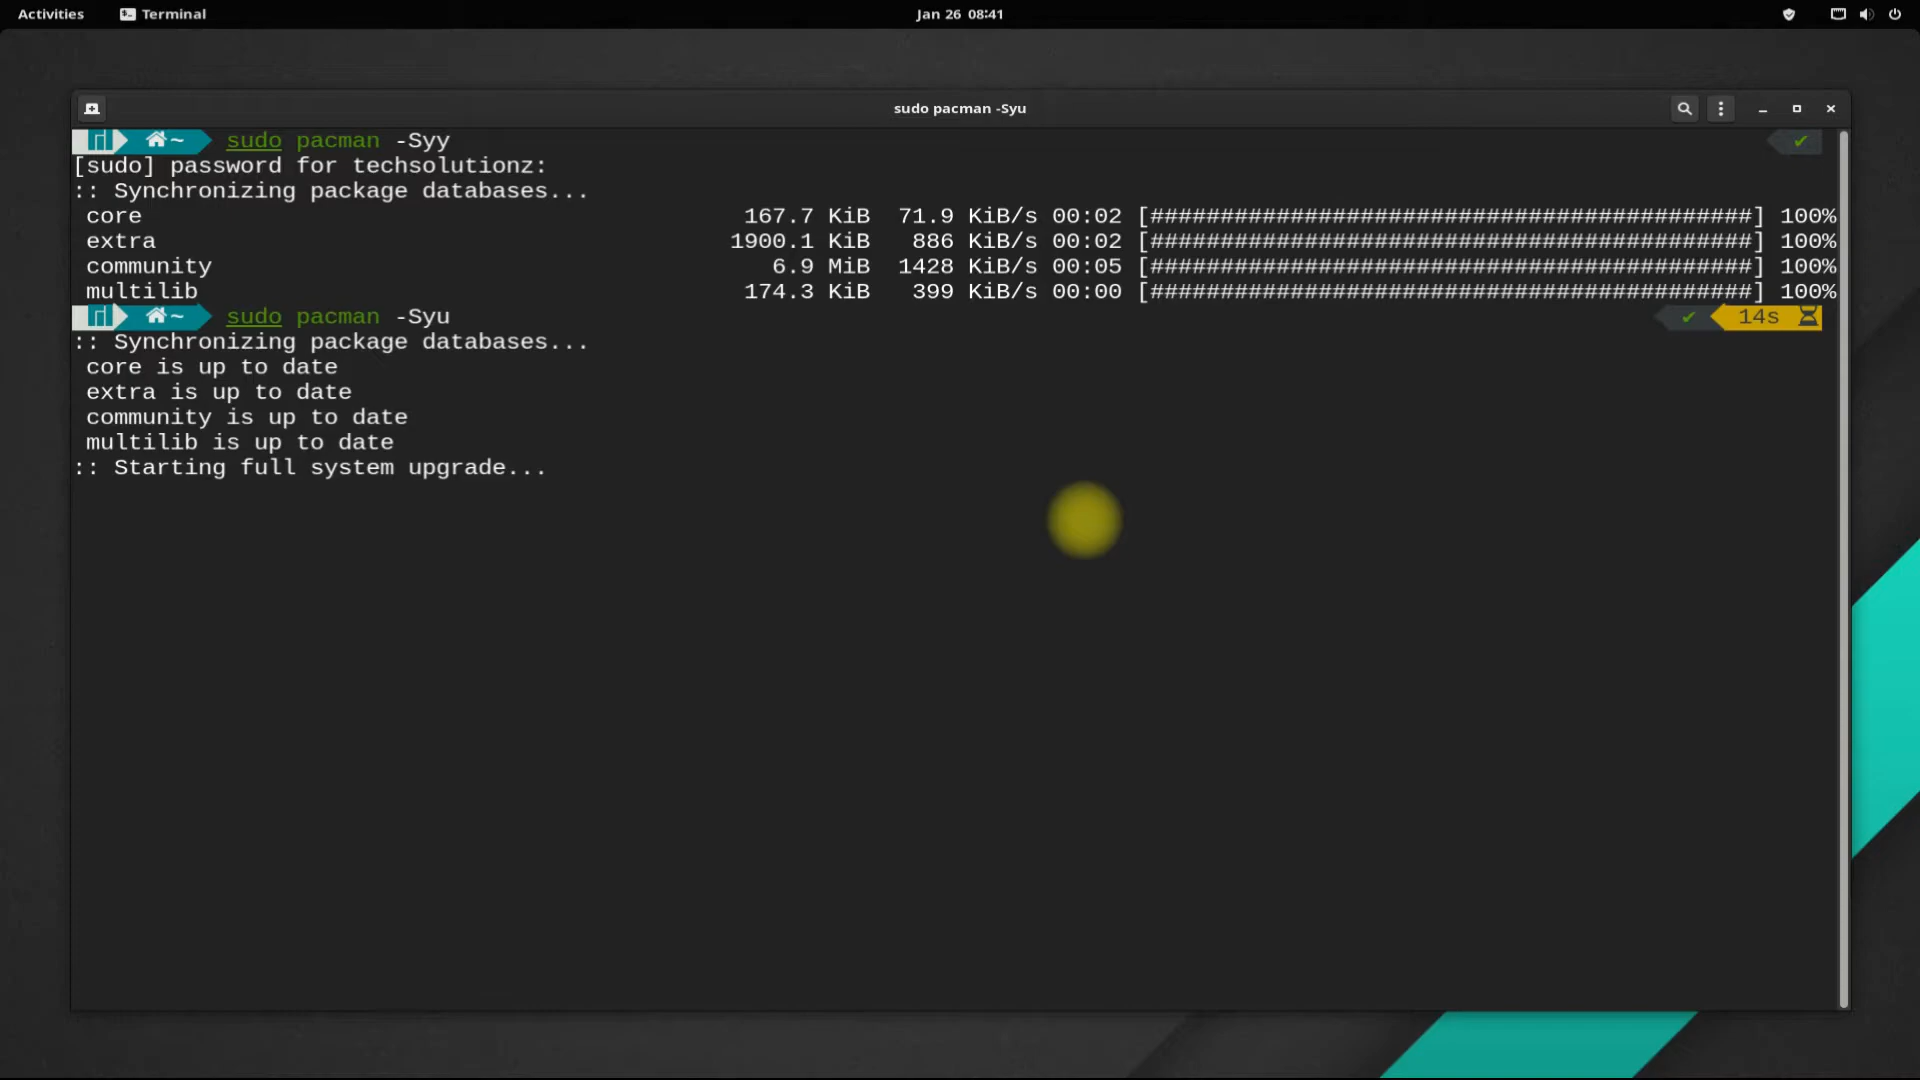 Activities Terminal Jan 26 08:41
sudo pacman -Syu
~ sudo pacman -Syy ✔
[sudo] password for techsolutionz:
:: Synchronizing package databases...
core 167.7 KiB 71.9 KiB/s 00:02 [###########################################] 100%
extra 1900.1 KiB 886 KiB/s 00:02 [###########################################] 100%
community 6.9 MiB 1428 KiB/s 00:05 [###########################################] 100%
multilib 174.3 KiB 399 KiB/s 00:00 [###########################################] 100%
~ sudo pacman -Syu ✔ 14s
:: Synchronizing package databases...
core is up to date
extra is up to date
community is up to date
multilib is up to date
:: Starting full system upgrade...